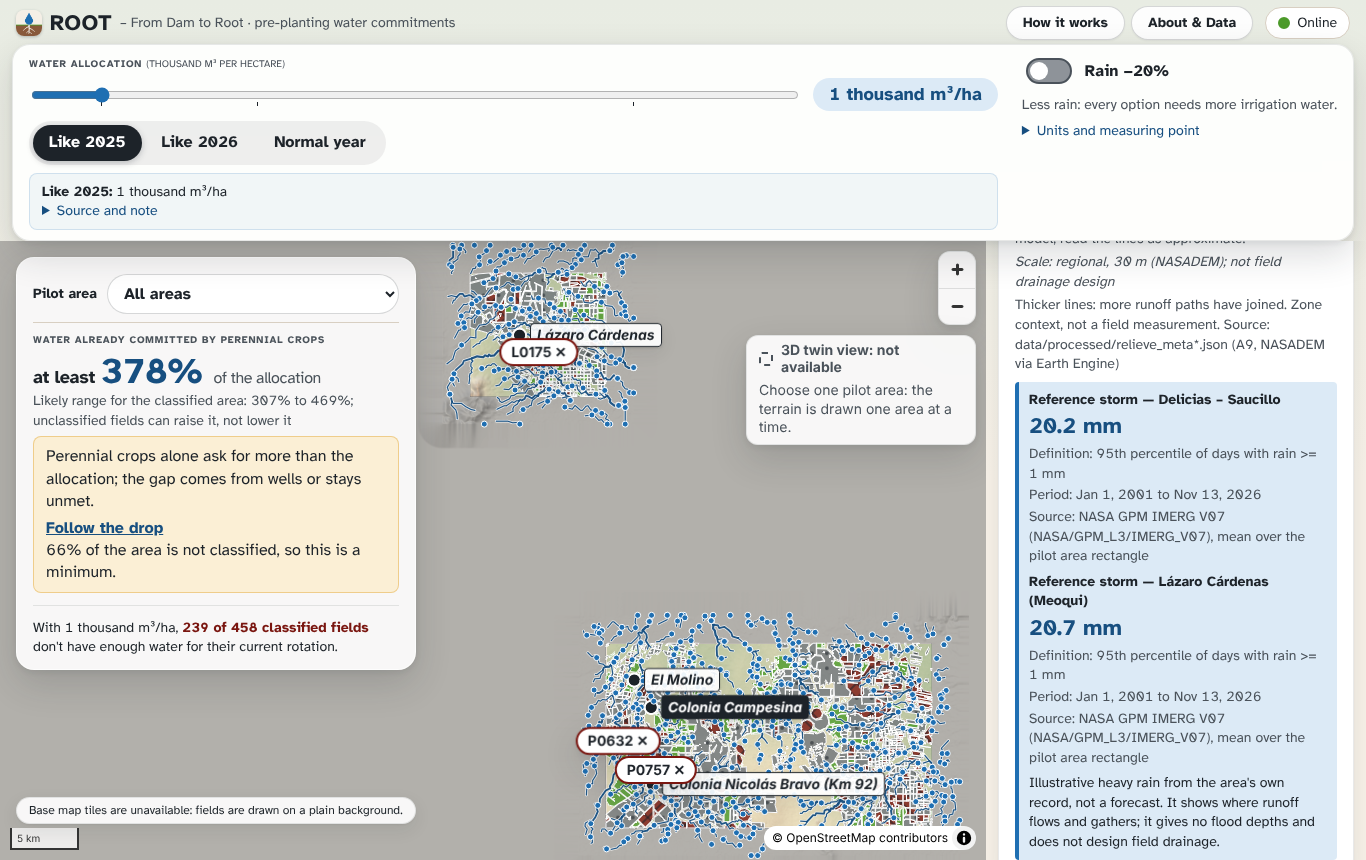 ROOT – From Dam to Root · pre-planting water commitments
How it works
About & Data
Online
WATER ALLOCATION (THOUSAND M³ PER HECTARE)
1 thousand m³/ha
Like 2025
Like 2026
Normal year
Like 2025: 1 thousand m³/ha
Source and note
Rain −20%
Less rain: every option needs more irrigation water.
Units and measuring point
Pilot area
All areas
WATER ALREADY COMMITTED BY PERENNIAL CROPS
at least 378% of the allocation
Likely range for the classified area: 307% to 469%;
unclassified fields can raise it, not lower it
Perennial crops alone ask for more than the
allocation; the gap comes from wells or stays
unmet.
Follow the drop
66% of the area is not classified, so this is a
minimum.
With 1 thousand m³/ha, 239 of 458 classified fields
don't have enough water for their current rotation.
Base map tiles are unavailable: fields are drawn on a plain background.
5 km
Lázaro Cárdenas
L0175 ×
+
−
3D twin view: not
available
Choose one pilot area: the
terrain is drawn one area at a
time.
El Molino
Colonia Campesina
P0632 ×
P0757 ×
Colonia Nicolás Bravo (Km 92)
© OpenStreetMap contributors
model, read the lines as approximate.
Scale: regional, 30 m (NASADEM); not field
drainage design
Thicker lines: more runoff paths have joined. Zone
context, not a field measurement. Source:
data/processed/relieve_meta*.json (A9, NASADEM
via Earth Engine)
Reference storm — Delicias – Saucillo
20.2 mm
Definition: 95th percentile of days with rain >=
1 mm
Period: Jan 1, 2001 to Nov 13, 2026
Source: NASA GPM IMERG V07
(NASA/GPM_L3/IMERG_V07), mean over the
pilot area rectangle
Reference storm — Lázaro Cárdenas
(Meoqui)
20.7 mm
Definition: 95th percentile of days with rain >=
1 mm
Period: Jan 1, 2001 to Nov 13, 2026
Source: NASA GPM IMERG V07
(NASA/GPM_L3/IMERG_V07), mean over the
pilot area rectangle
Illustrative heavy rain from the area's own
record, not a forecast. It shows where runoff
flows and gathers; it gives no flood depths and
does not design field drainage.